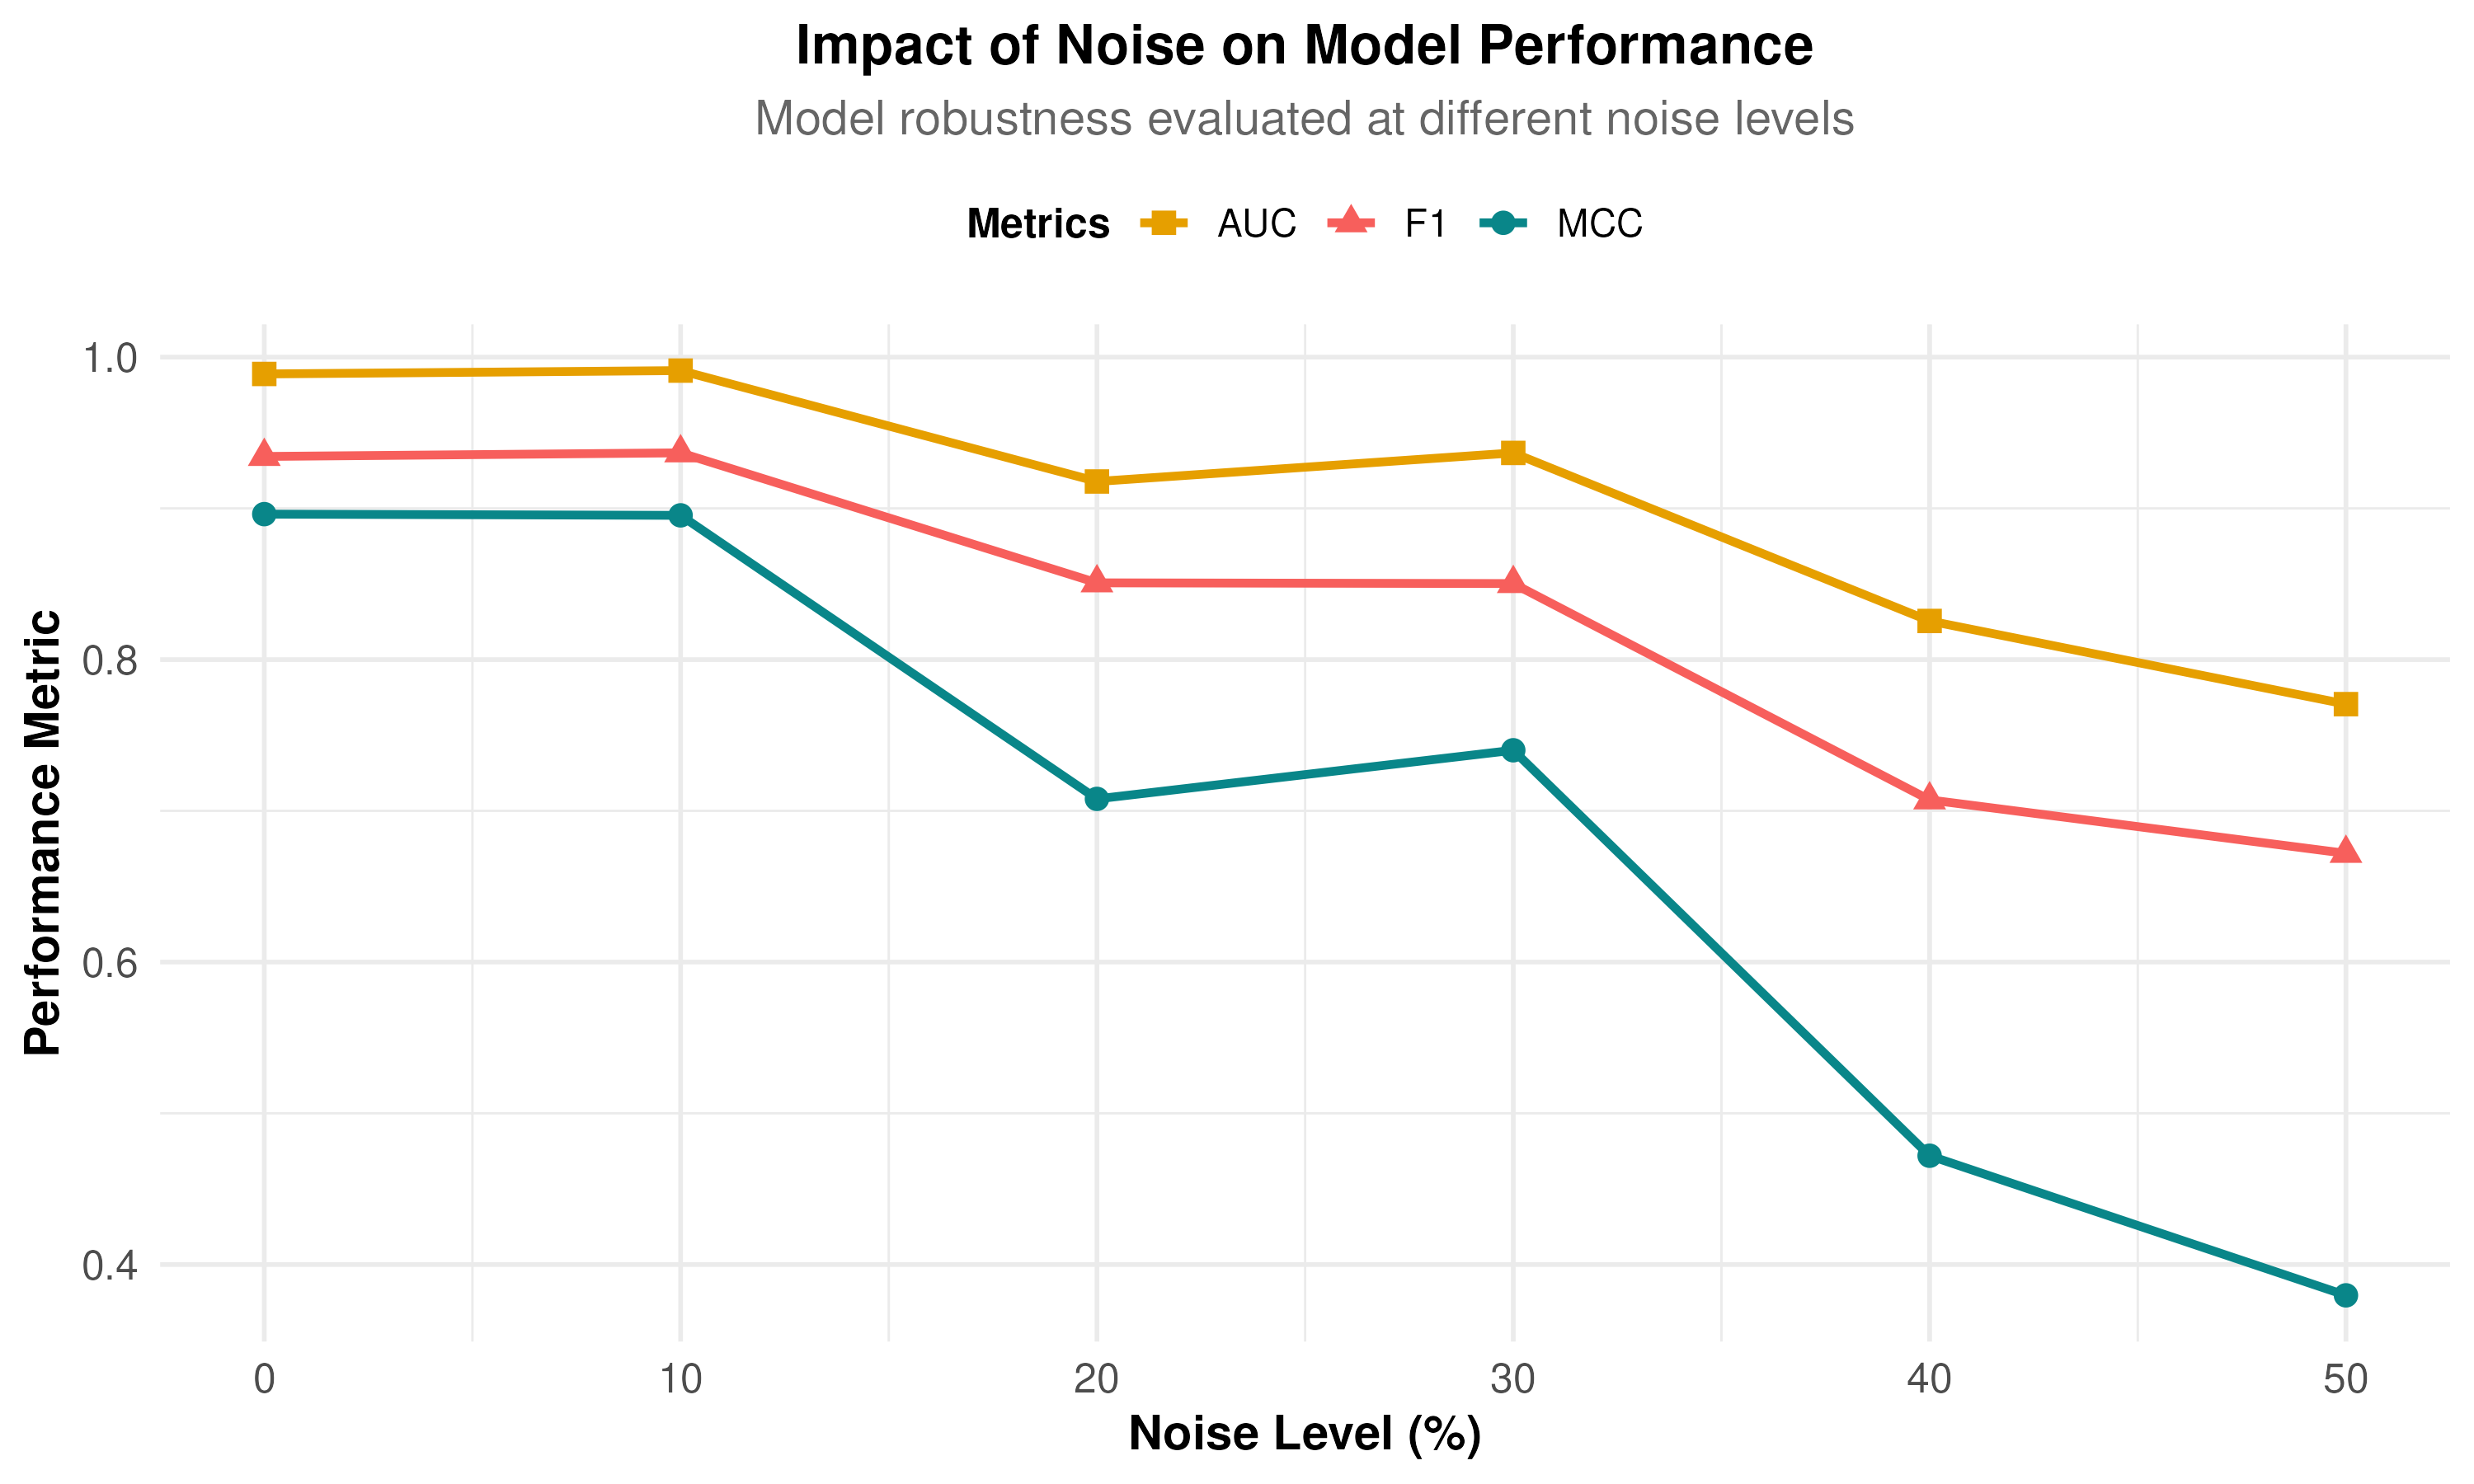 Impact of Noise on Model Performance
Model robustness evaluated at different noise levels
Metrics AUC F1 MCC
Performance Metric
1.0
0.8
0.6
0.4
0 10 20 30 40 50
Noise Level (%)